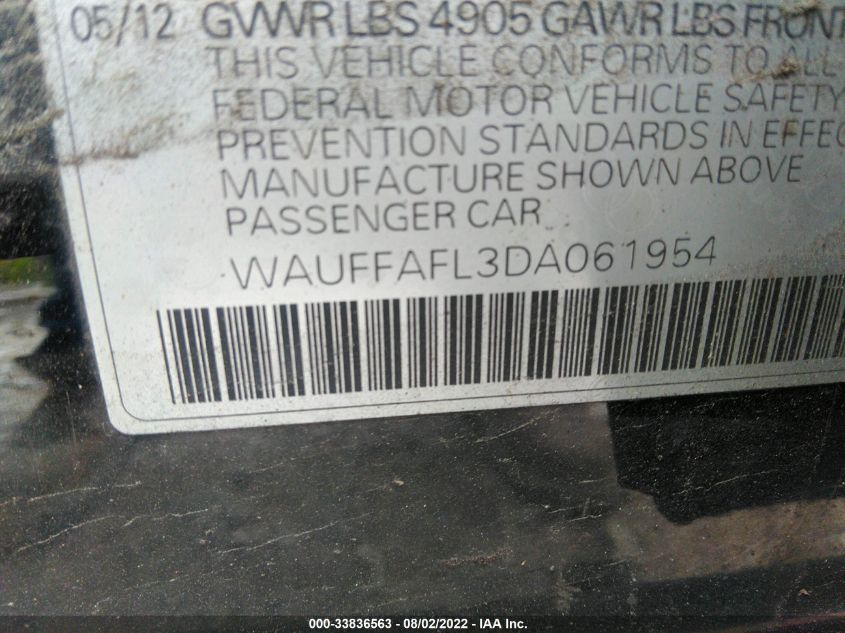 05/12 GVWR LBS 4905 GAWR LBS FRONT
THIS VEHICLE CONFORMS TO ALL
FEDERAL MOTOR VEHICLE SAFETY
PREVENTION STANDARDS IN EFFEC
MANUFACTURE SHOWN ABOVE
PASSENGER CAR
WAUFFAFL3DA061954
000-33836563 - 08/02/2022 - IAA Inc.